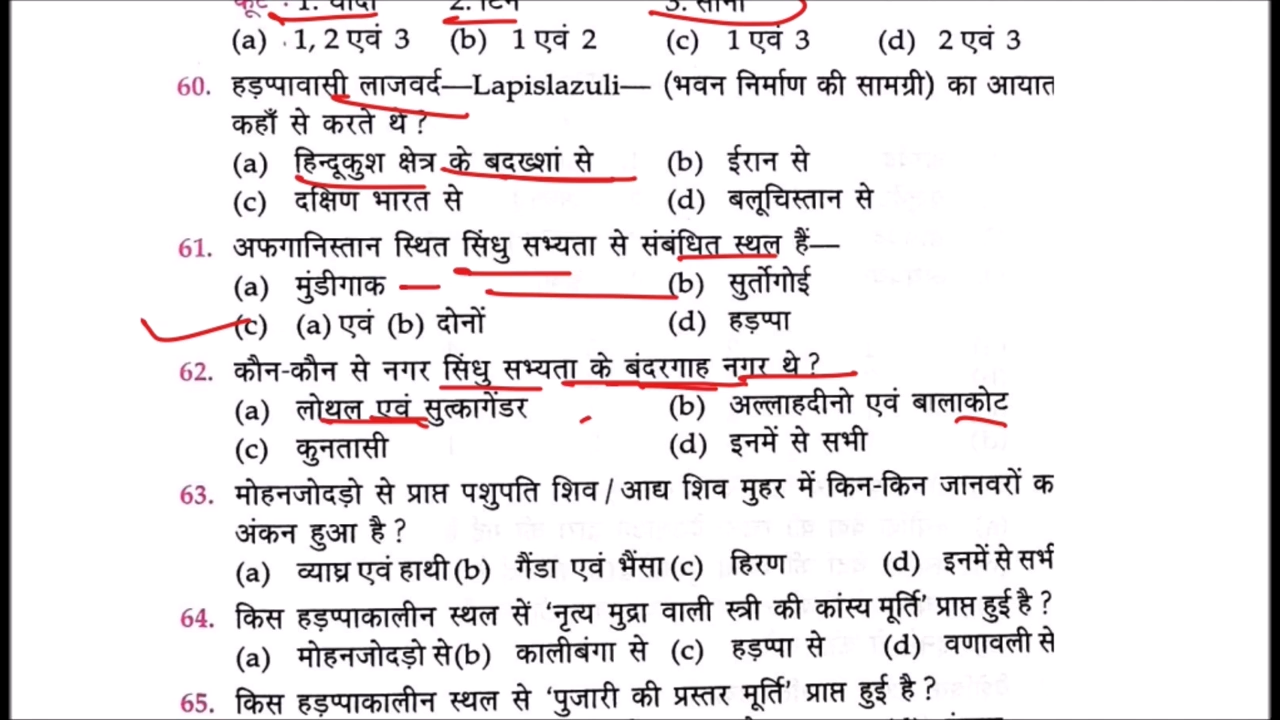 कूट : 1. चाँदी 2. टिन 3. सोना
(a) 1, 2 एवं 3 (b) 1 एवं 2 (c) 1 एवं 3 (d) 2 एवं 3
60. हड़प्पावासी लाजवर्द—Lapislazuli— (भवन निर्माण की सामग्री) का आयात
कहाँ से करते थे ?
(a) हिन्दूकुश क्षेत्र के बदख्शां से (b) ईरान से
(c) दक्षिण भारत से (d) बलूचिस्तान से
61. अफगानिस्तान स्थित सिंधु सभ्यता से संबंधित स्थल हैं—
(a) मुंडीगाक (b) सुर्तोगोई
(c) (a) एवं (b) दोनों (d) हड़प्पा
62. कौन-कौन से नगर सिंधु सभ्यता के बंदरगाह नगर थे ?
(a) लोथल एवं सुत्कागेंडर (b) अल्लाहदीनो एवं बालाकोट
(c) कुनतासी (d) इनमें से सभी
63. मोहनजोदड़ो से प्राप्त पशुपति शिव / आद्य शिव मुहर में किन-किन जानवरों क
अंकन हुआ है ?
(a) व्याघ्र एवं हाथी (b) गैंडा एवं भैंसा (c) हिरण (d) इनमें से सभ
64. किस हड़प्पाकालीन स्थल सें ‘नृत्य मुद्रा वाली स्त्री की कांस्य मूर्ति’ प्राप्त हुई है ?
(a) मोहनजोदड़ो से (b) कालीबंगा से (c) हड़प्पा से (d) वणावली से
65. किस हड़प्पाकालीन स्थल से ‘पुजारी की प्रस्तर मूर्ति’ प्राप्त हुई है ?